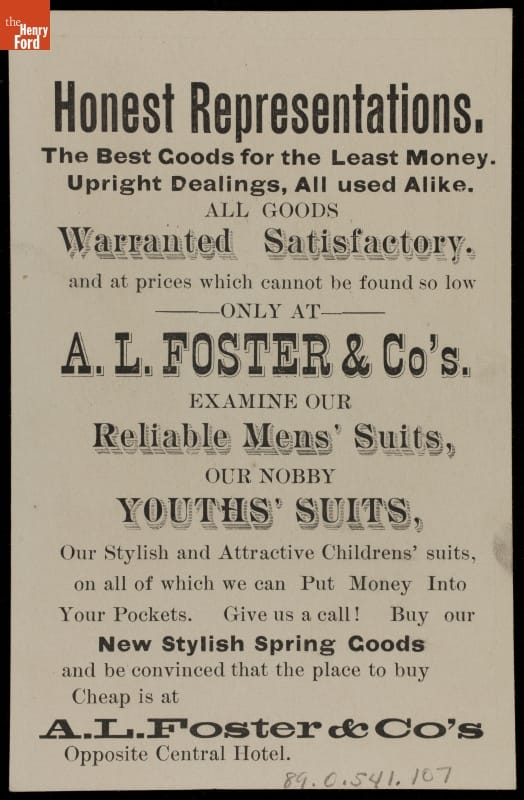 the
Henry
Ford
Honest Representations.
The Best Goods for the Least Money.
Upright Dealings, All used Alike.
ALL GOODS
Warranted Satisfactory.
and at prices which cannot be found so low
ONLY AT
A. L. FOSTER & Co's.
EXAMINE OUR
Reliable Mens' Suits,
OUR NOBBY
YOUTHS' SUITS,
Our Stylish and Attractive Childrens' suits,
on all of which we can Put Money Into
Your Pockets. Give us a call! Buy our
New Stylish Spring Goods
and be convinced that the place to buy
Cheap is at
A.L.Foster & Co's
Opposite Central Hotel.
89.0.541.107